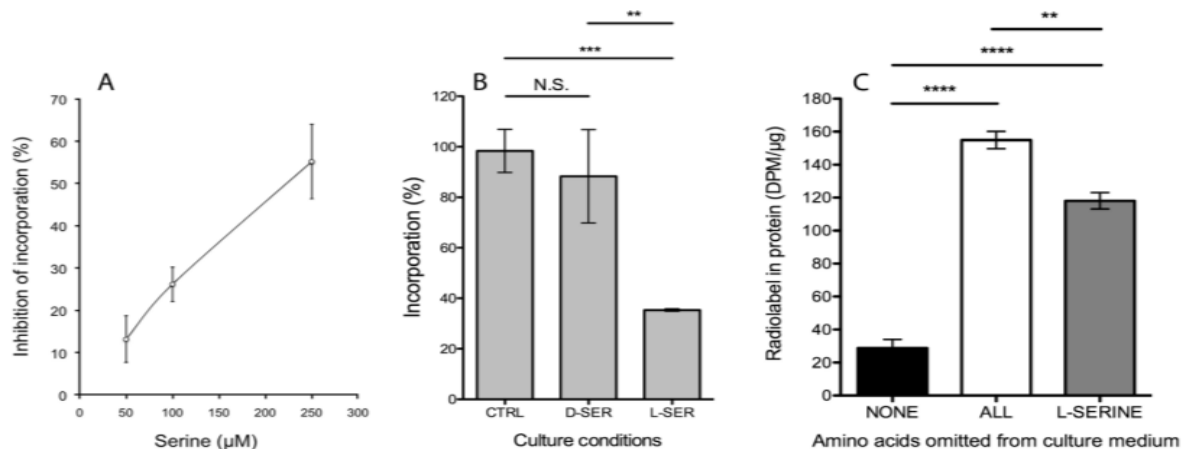 A
Inhibition of incorporation (%)
70
60
50
40
30
20
10
0
0 50 100 150 200 250 300
Serine (µM)
**
***
B
N.S.
Incorporation (%)
120
100
80
60
40
20
0
CTRL D-SER L-SER
Culture conditions
**
****
C
****
Radiolabel in protein (DPM/µg)
180
160
140
120
100
80
60
40
20
0
NONE ALL L-SERINE
Amino acids omitted from culture medium